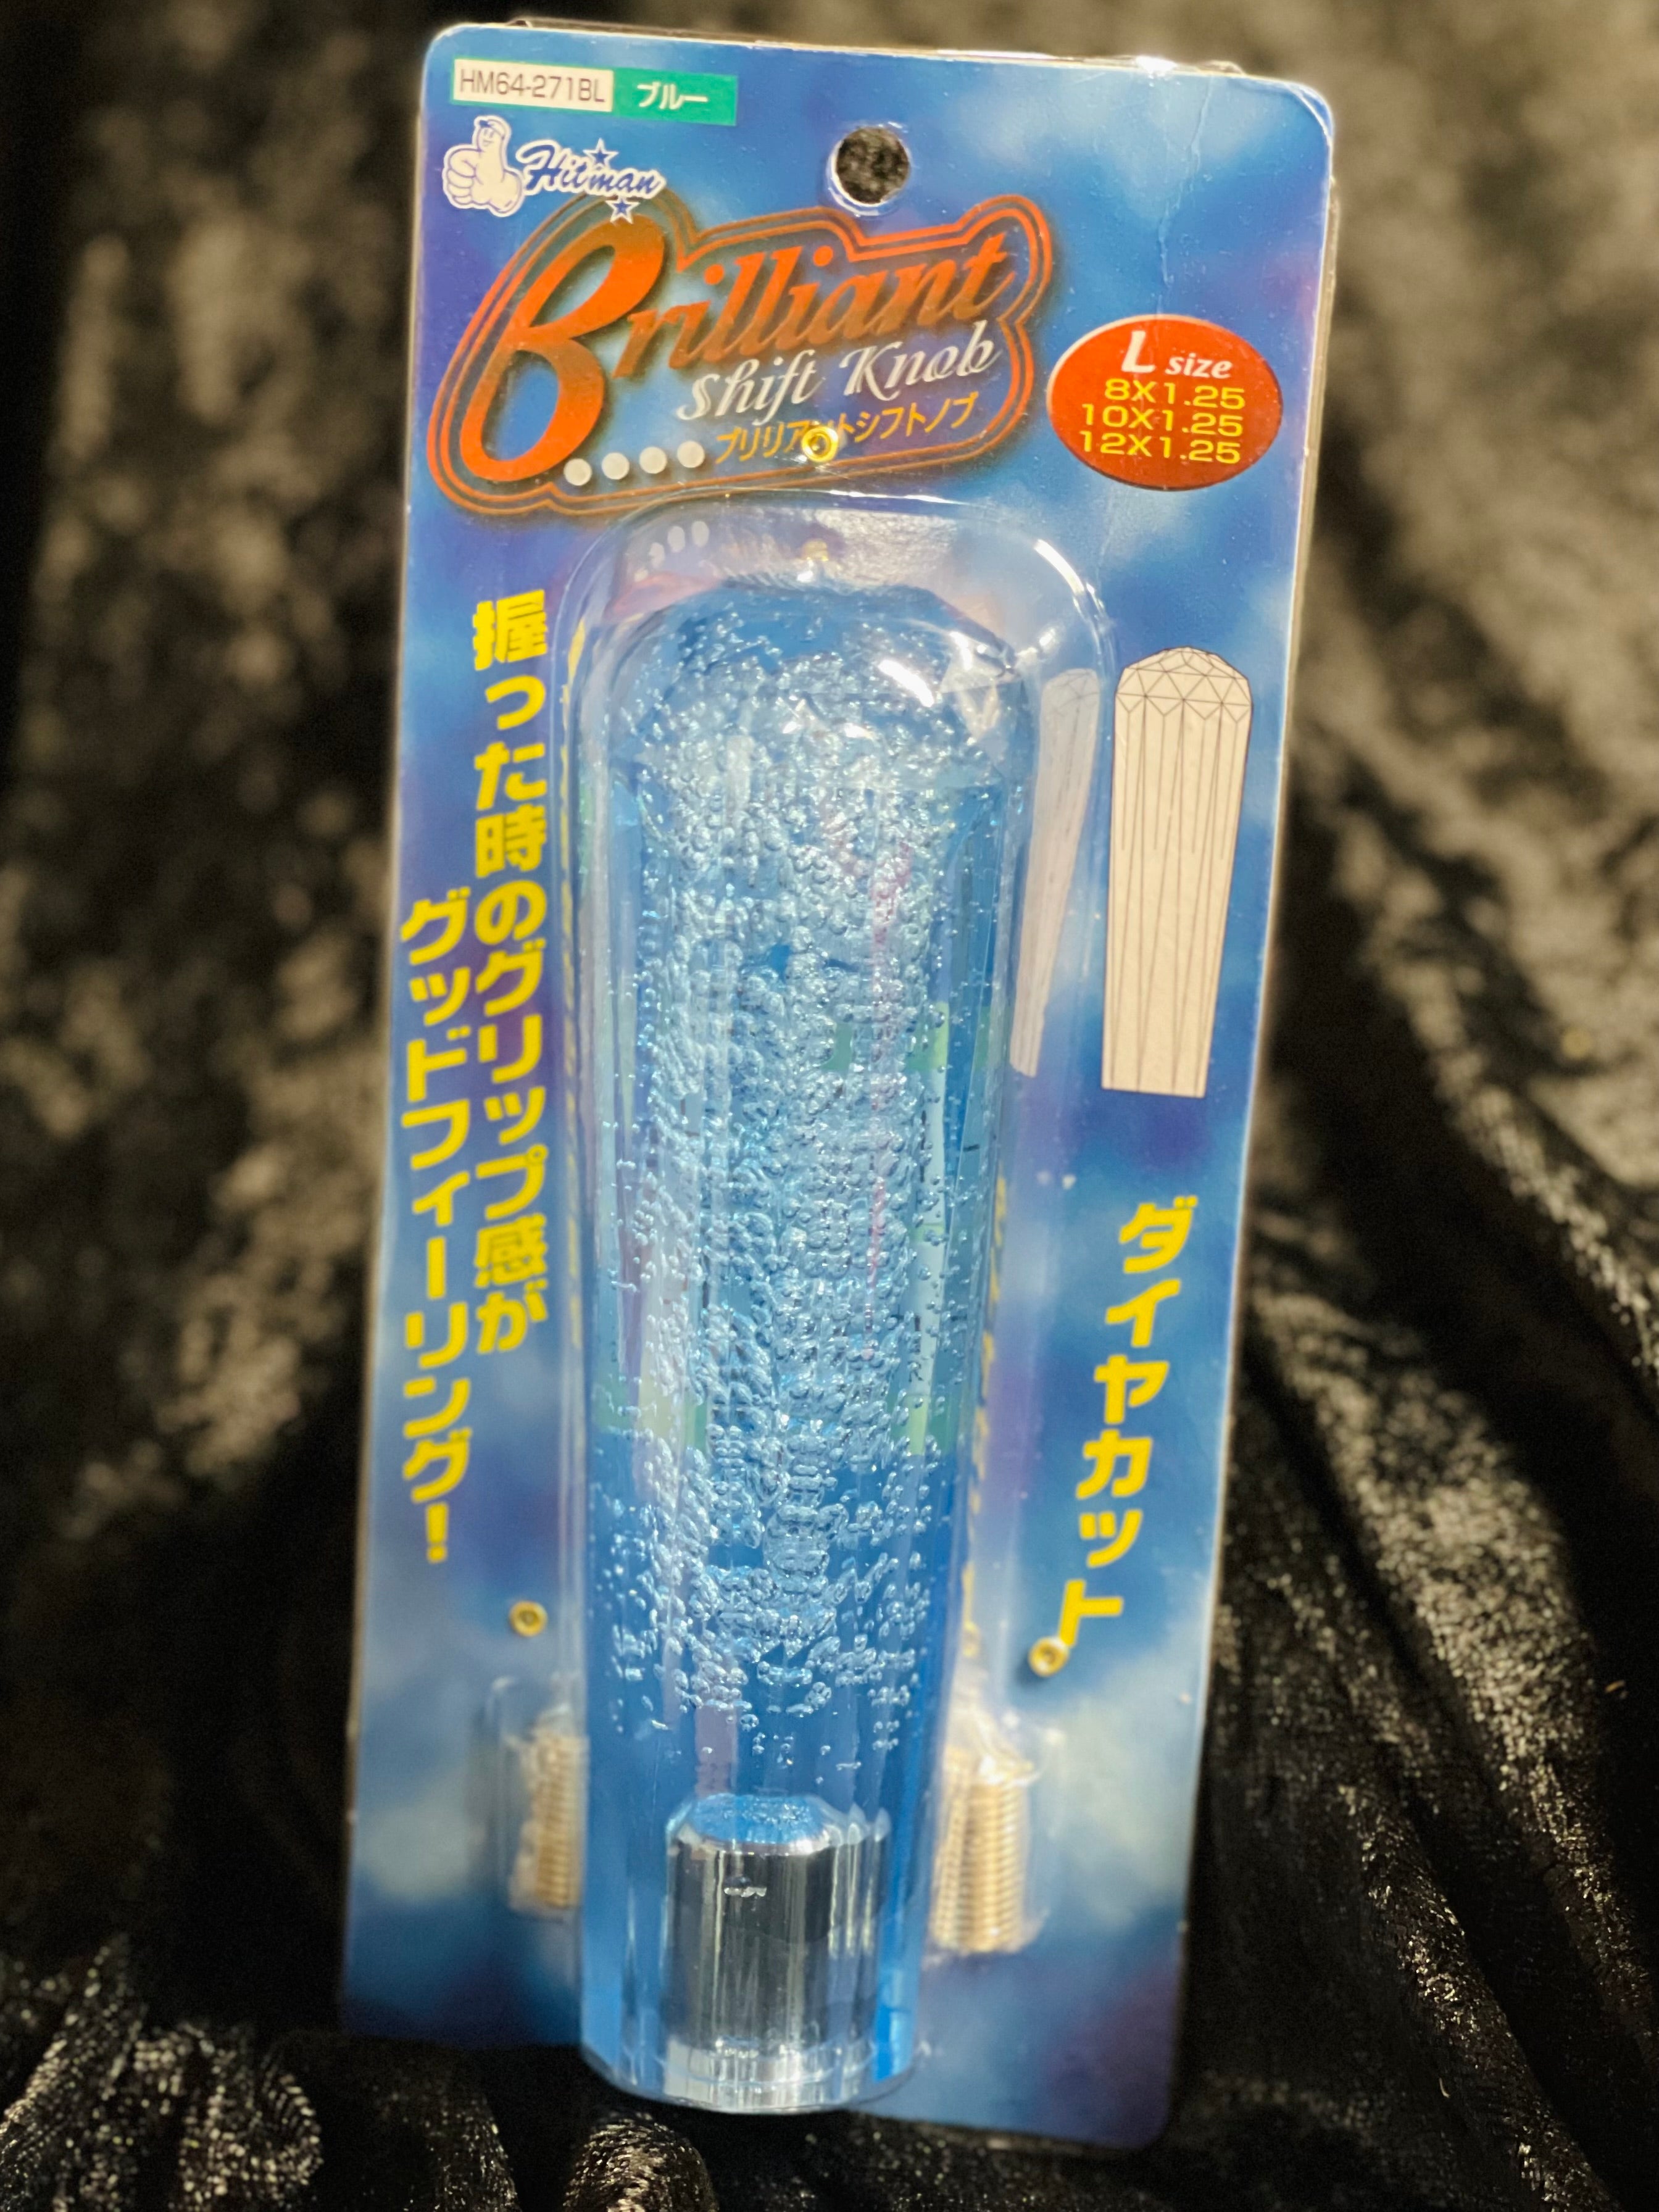 HM64-271BL ブルー
Hitman
Brilliant
Shift Knob
ブリリアントシフトノブ
L size
8X1.25
10X1.25
12X1.25
握った時のグリップ感が
グッドフィーリング!
ダイヤカット